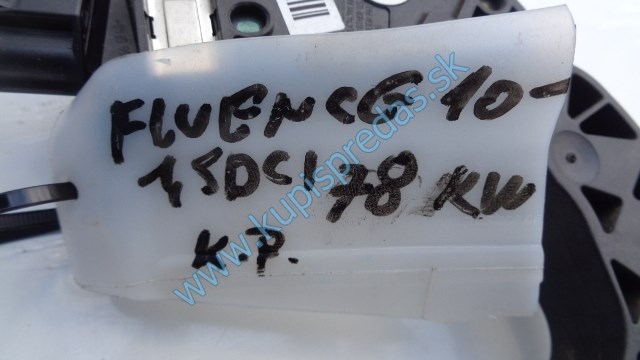 FLUENCE 10-
1,5DCI 78 KW
K.P.
www.kupispredas.sk